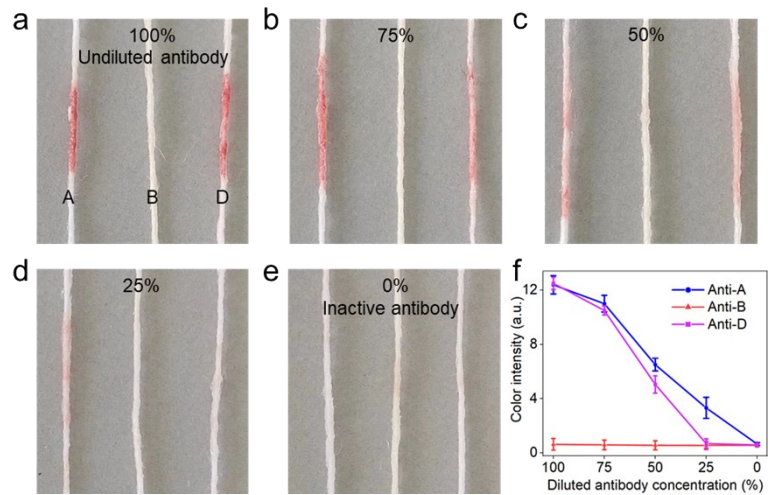 a
100%
Undiluted antibody
A B D
b
75%
c
50%
d
25%
e
0%
Inactive antibody
f
Color intensity (a.u.)
12
8
4
0
Anti-A
Anti-B
Anti-D
100 75 50 25 0
Diluted antibody concentration (%)